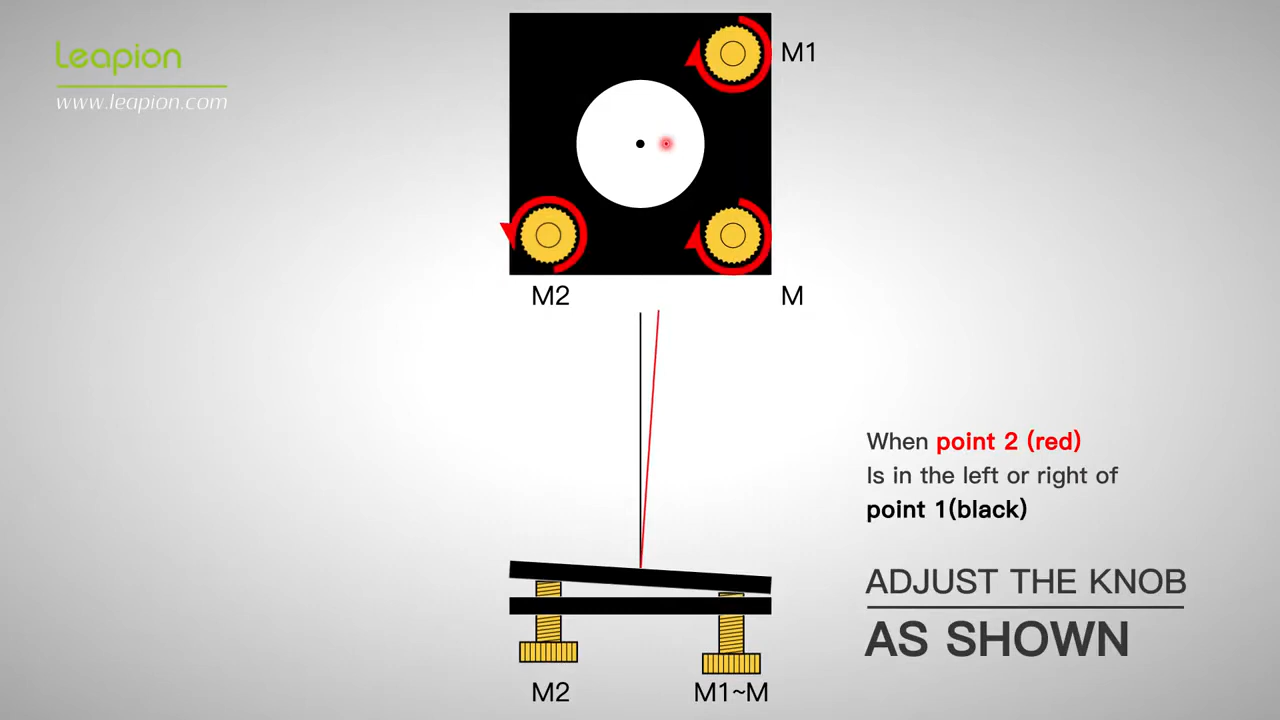 Leapion
www.leapion.com
M1
M2
M
When point 2 (red)
Is in the left or right of
point 1(black)
ADJUST THE KNOB
AS SHOWN
M2
M1~M